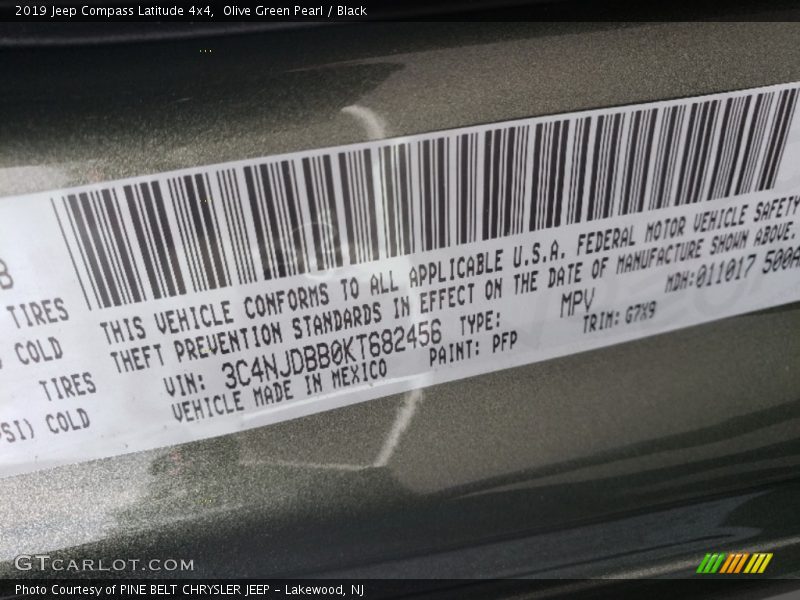 2019 Jeep Compass Latitude 4x4,  Olive Green Pearl / Black
THIS VEHICLE CONFORMS TO ALL APPLICABLE U.S.A. FEDERAL MOTOR VEHICLE SAFETY
THEFT PREVENTION STANDARDS IN EFFECT ON THE DATE OF MANUFACTURE SHOWN ABOVE.
VIN: 3C4NJDBB0KT682456 TYPE: MPV MDH:011017 500A
VEHICLE MADE IN MEXICO PAINT: PFP TRIM: G7X9
TIRES
COLD
TIRES
PSI) COLD
GTCARLOT.COM
Photo Courtesy of PINE BELT CHRYSLER JEEP – Lakewood, NJ